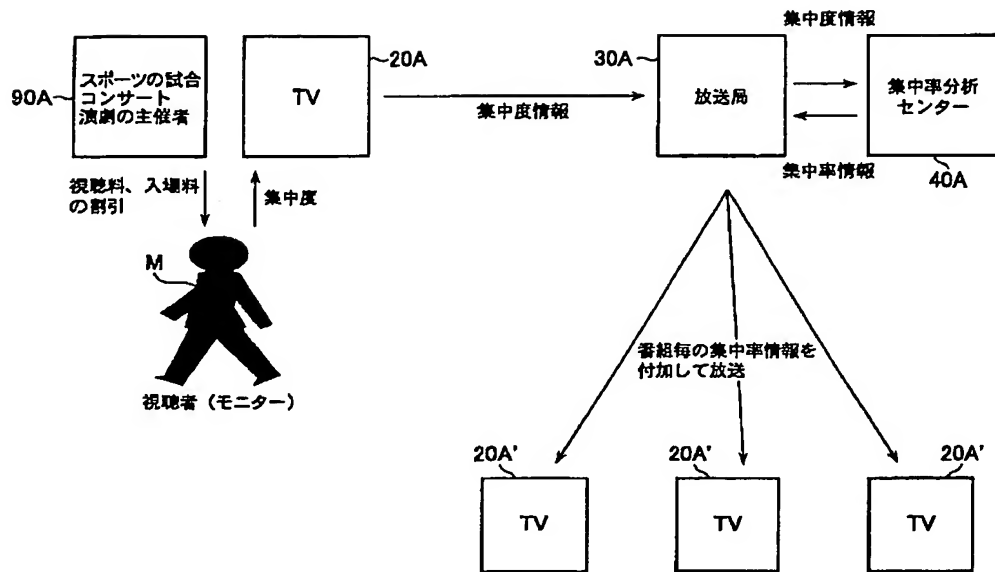 集中度情報
20A
30A
90A
スポーツの試合
コンサート
演劇の主催者
TV
放送局
集中率分析
センター
集中度情報
集中率情報
40A
視聴料、入場料
の割引
集中度
M
番組毎の集中率情報を
付加して放送
視聴者（モニター）
20A'
20A'
20A'
TV
TV
TV